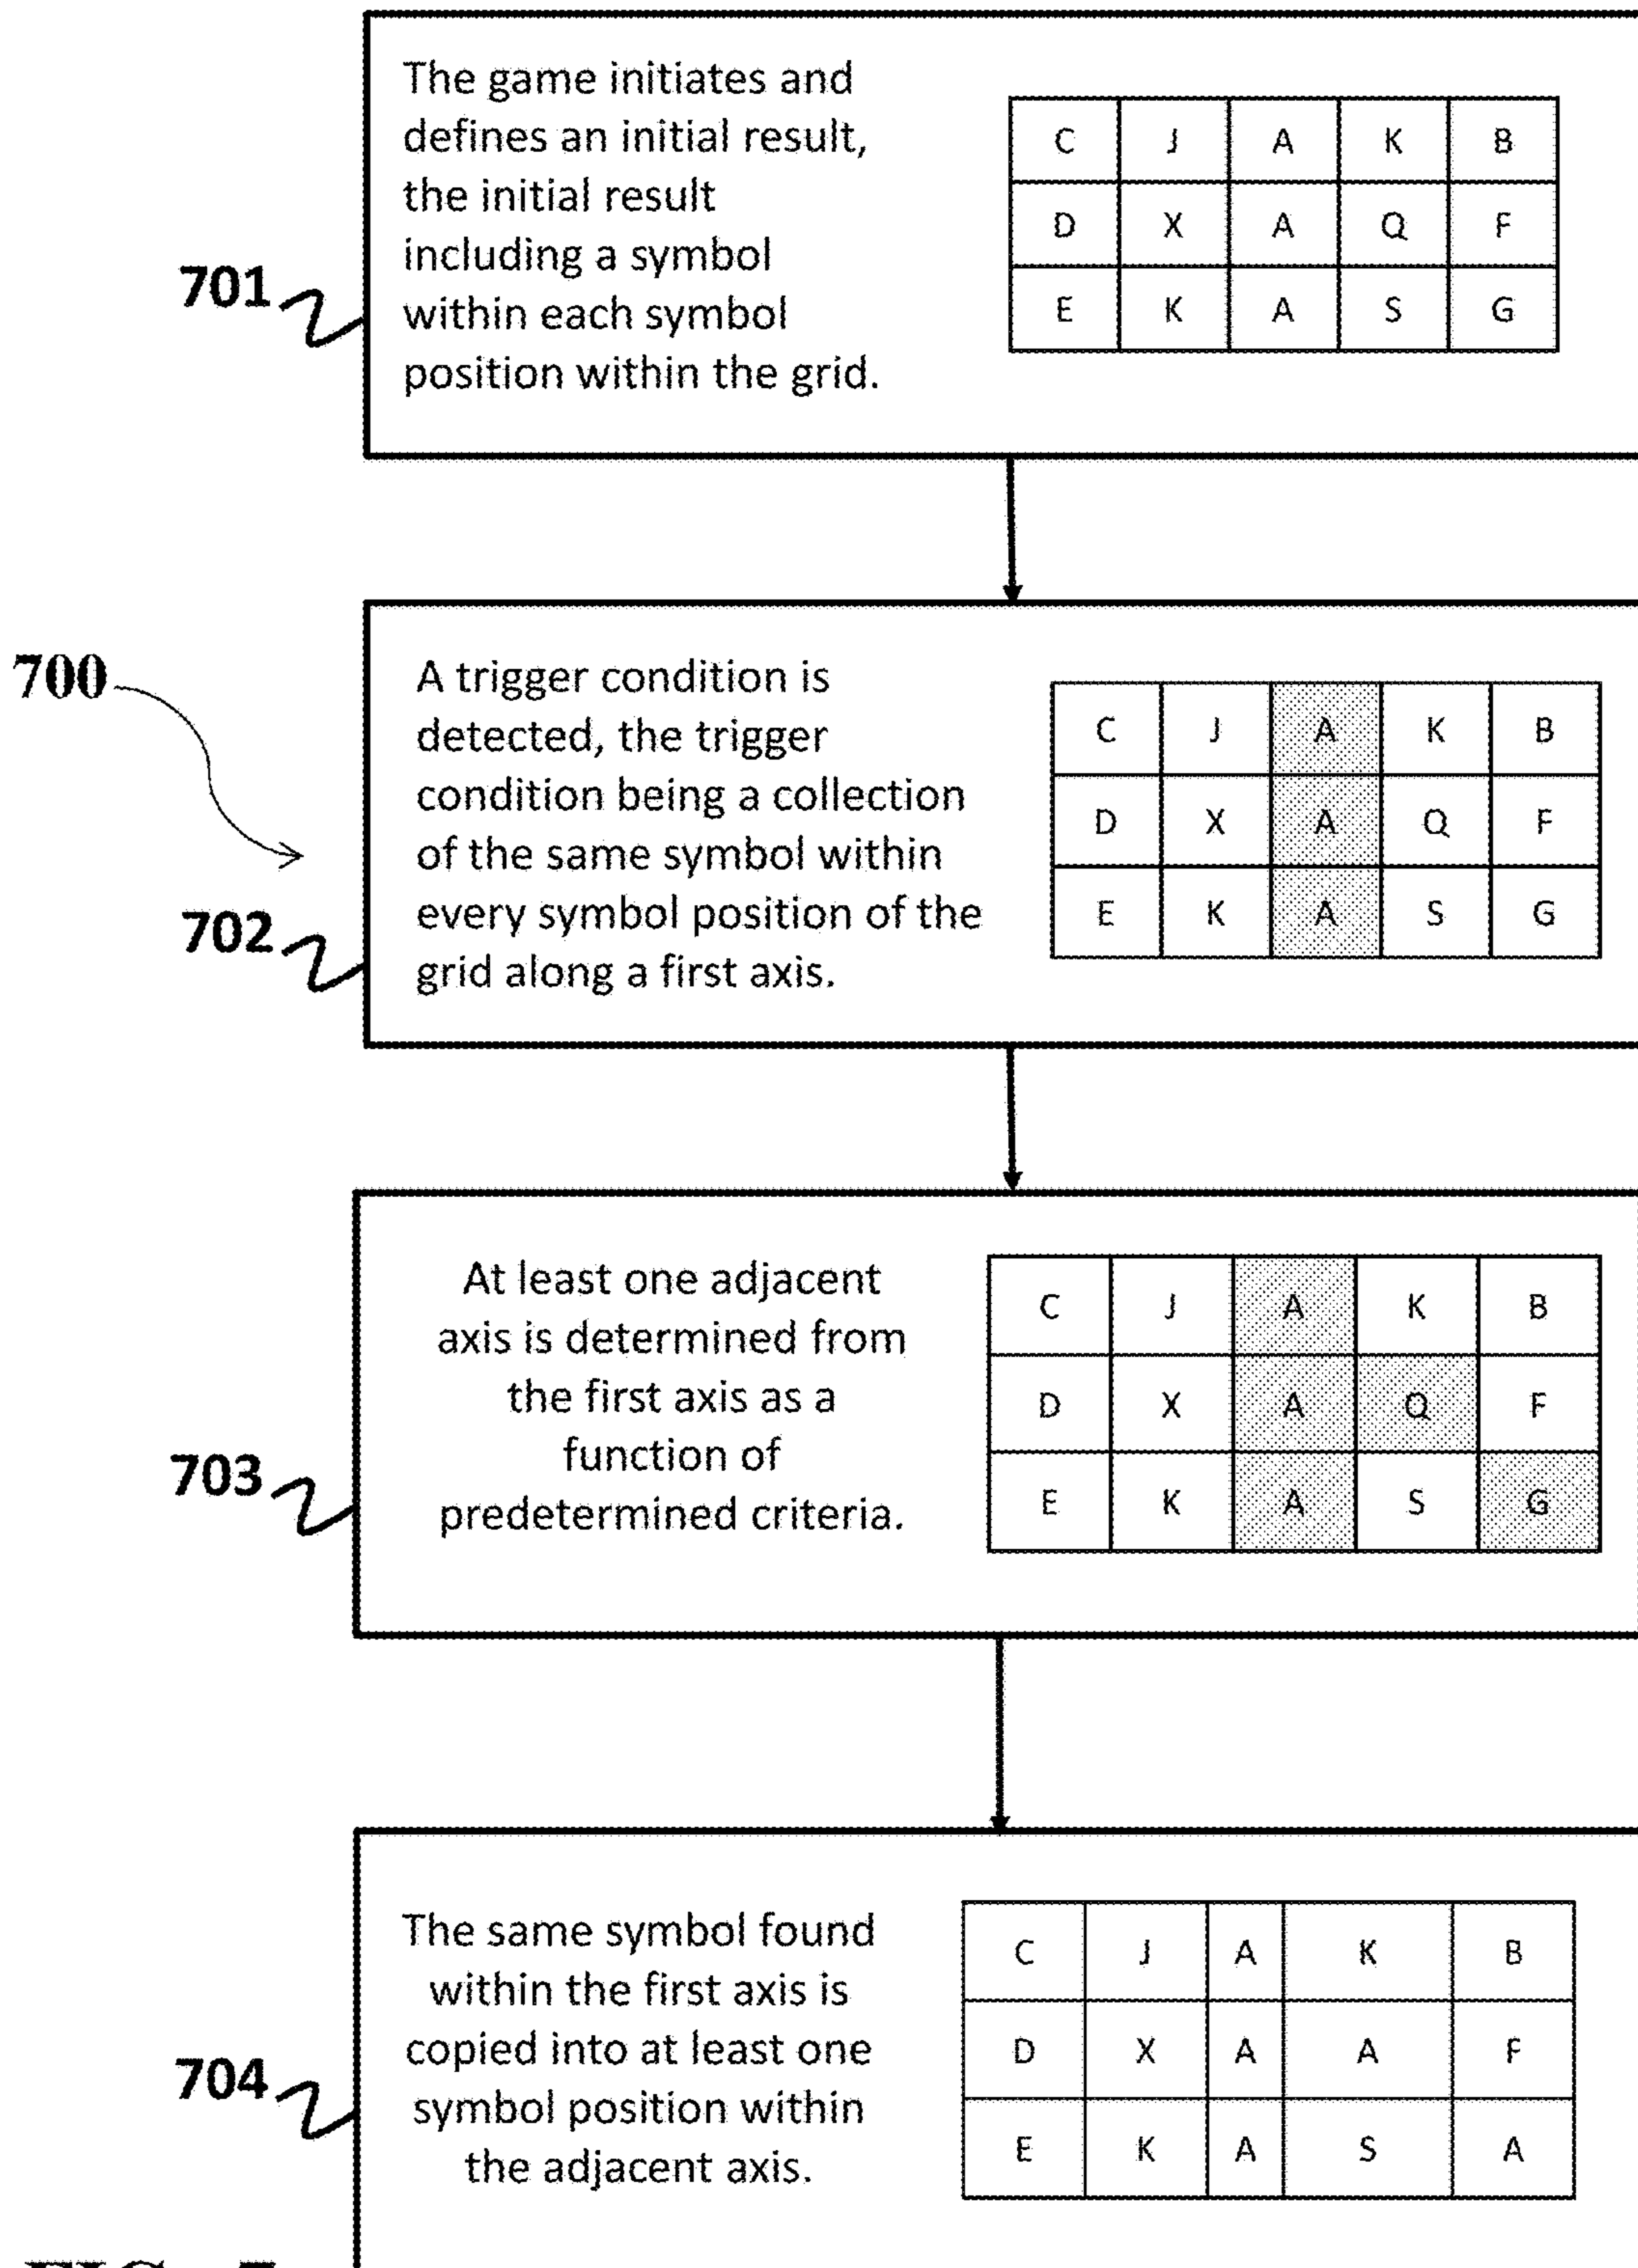 The game initiates and
defines an initial result,
the initial result
including a symbol
within each symbol
position within the grid.
C J A K B
D X A Q F
E K A S G
701
700
A trigger condition is
detected, the trigger
condition being a collection
of the same symbol within
every symbol position of the
grid along a first axis.
C J A K B
D X A Q F
E K A S G
702
At least one adjacent
axis is determined from
the first axis as a
function of
predetermined criteria.
C J A K B
D X A Q F
E K A S G
703
The same symbol found
within the first axis is
copied into at least one
symbol position within
the adjacent axis.
C J A K B
D X A A F
E K A S A
704